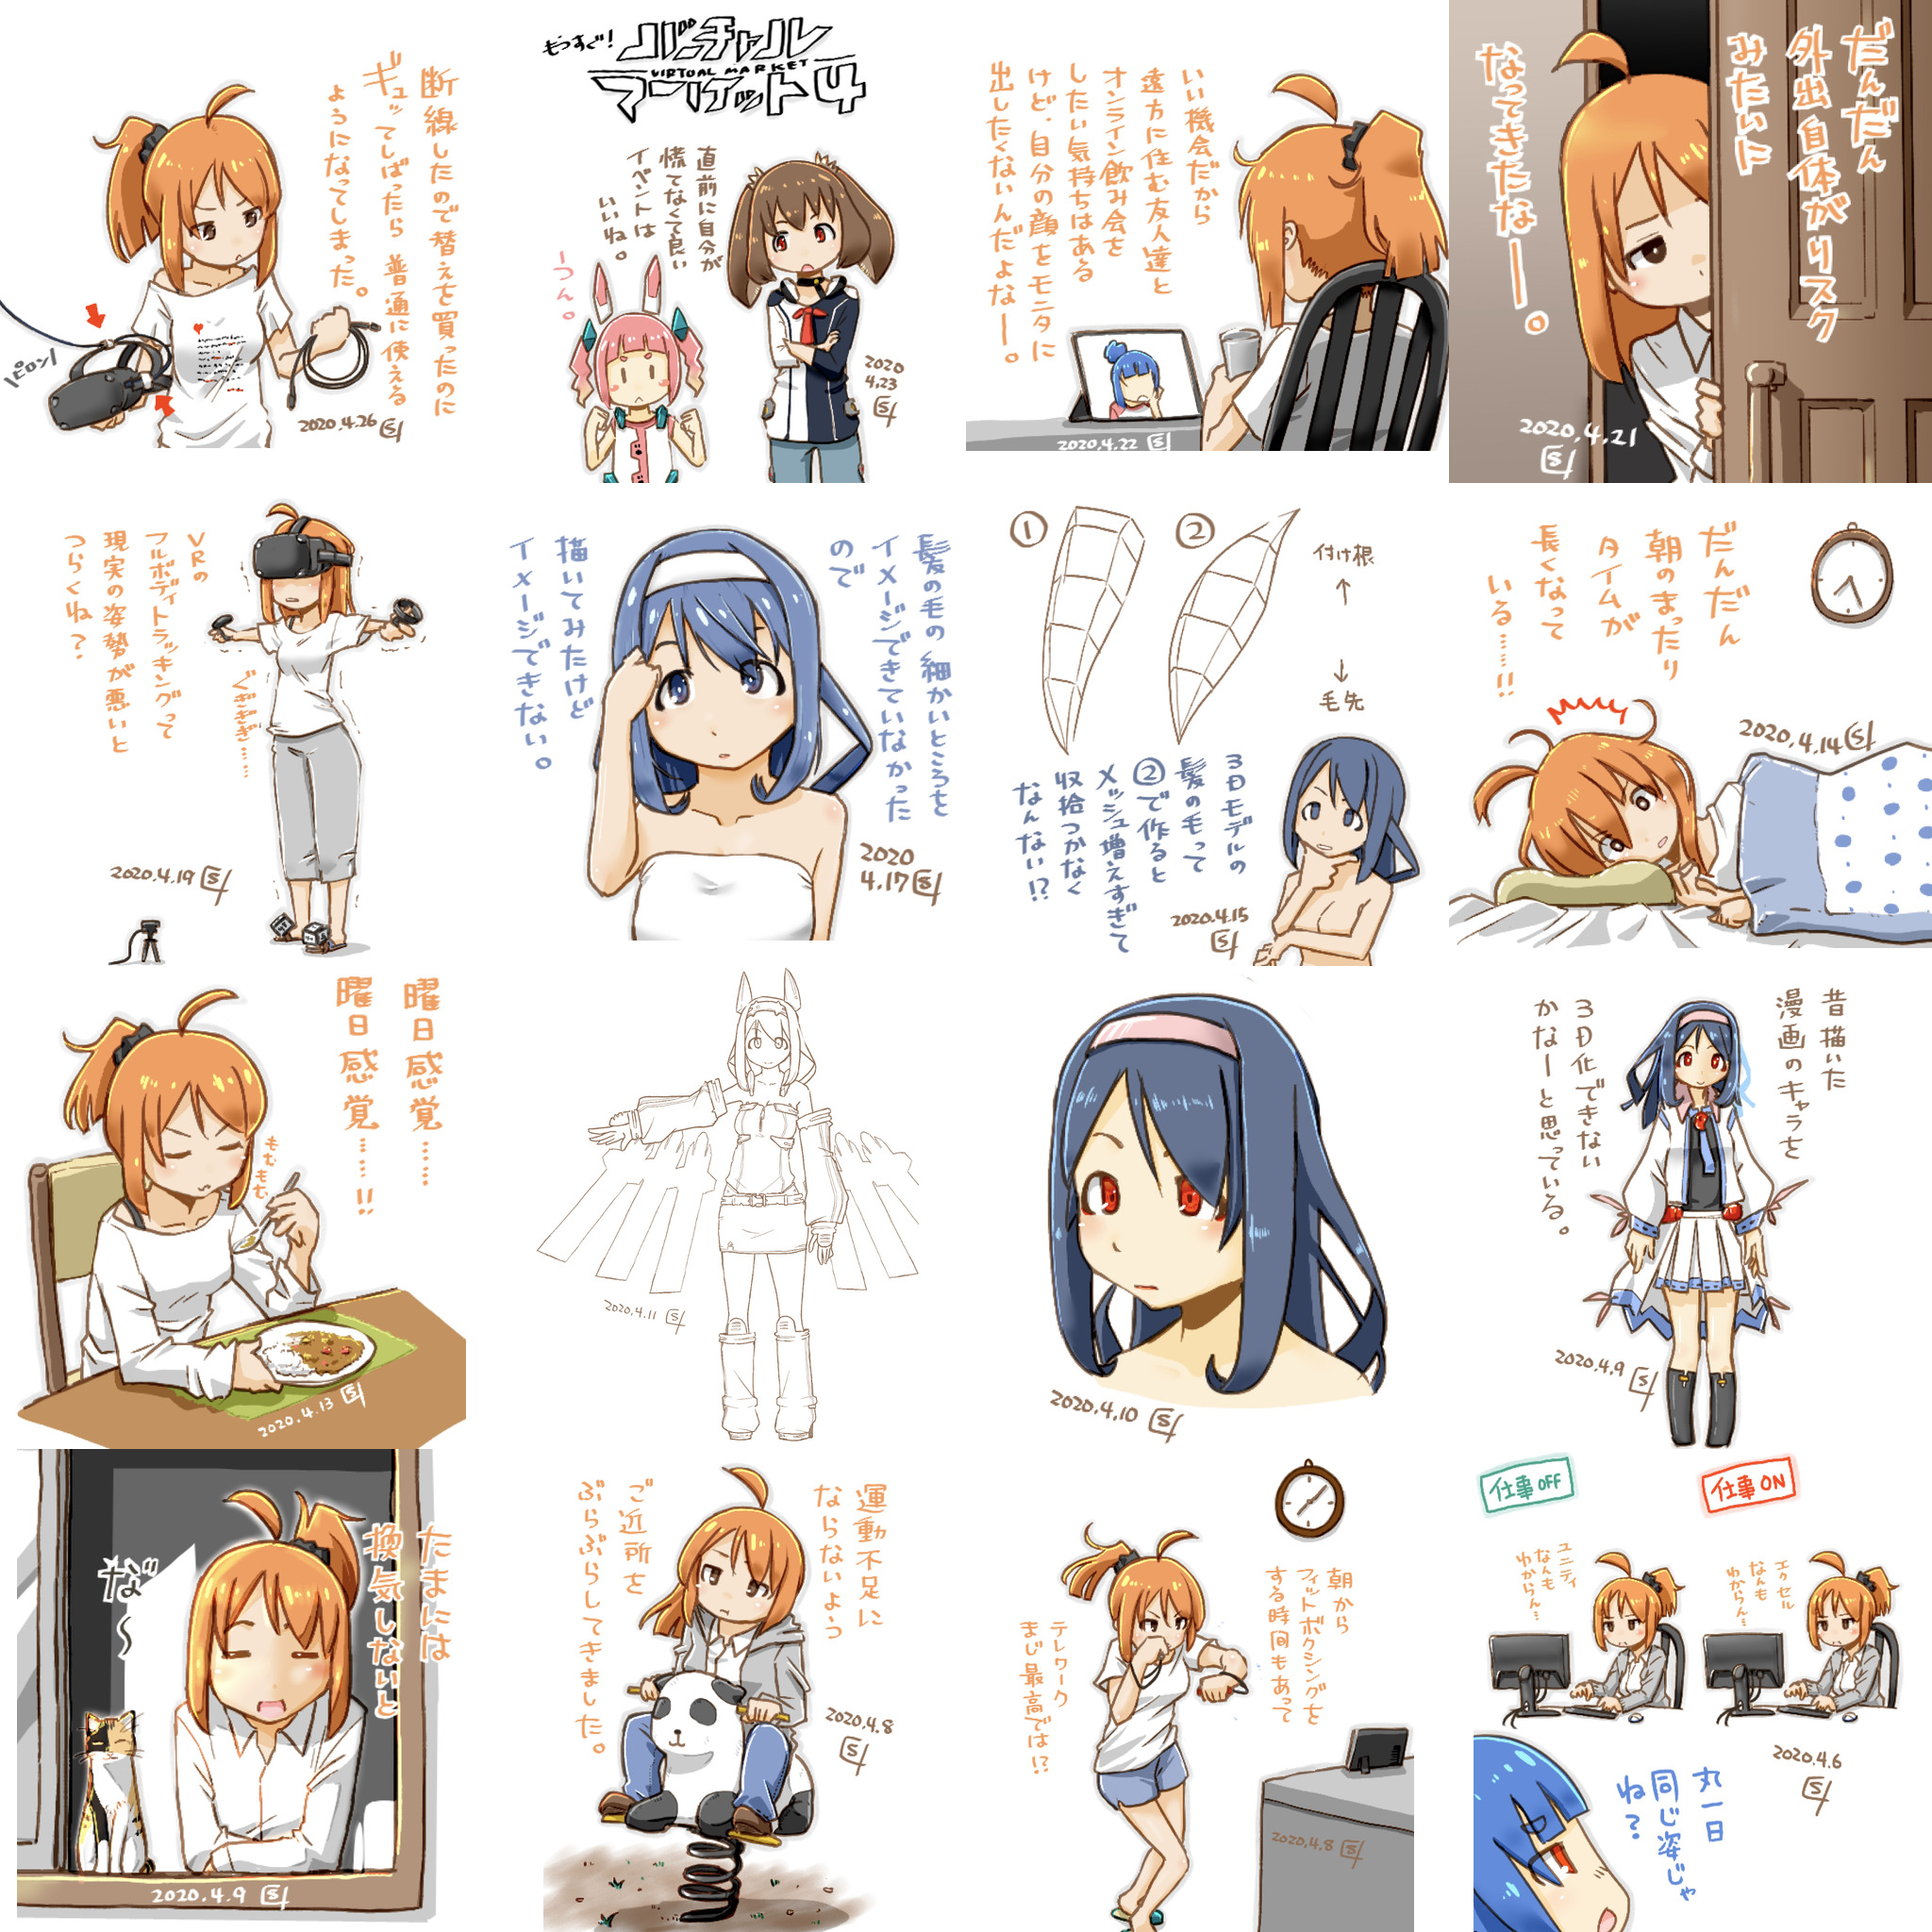 断線したので替えを買ったのに
ギュッてしばったら普通に使える
ようになってしまった。
ピロン
2020.4.26
もうすぐ!
バーチャル
VIRTUAL MARKET
マーケット4
直前に自分が
慌てなくて良い
イベントは
いいね。
うん。
2020
4.23
いい機会だから
遠方に住む友人達と
オンライン飲み会を
したい気持ちはある
けど、自分の顔をモニタに
出したくないんだよなー。
2020.4.22
だんだん
外出自体がリスク
みたいに
なってきたなー。
2020.4.21
VRの
フルボディトラッキングって
現実の姿勢が悪いと
つらくね?
ぐぎぎぎ……
2020.4.19
髪の毛の細かいところを
イメージできていなかった
ので
描いてみたけど
イメージできない。
2020
4.17
①
②
付け根
↑
↓
毛先
3Dモデルの
髪の毛って
②で作ると
メッシュ増えすぎて
収拾つかなく
なんない!?
2020.4.15
だんだん
朝のまったり
タイムが
長くなって
いる……!!
2020.4.14
曜日感覚……
曜日感覚……!!
もむもむ
2020.4.13
2020.4.11
2020.4.10
昔描いた
漫画のキャラを
3D化できない
かなーと思っている。
2020.4.9
たまには
換気しないと
な〜
2020.4.9
運動不足に
ならないよう
ご近所を
ぶらぶらしてきました。
2020.4.8
朝から
フィットボクシングを
する時間もあって
テレワーク
まじ最高では!?
2020.4.8
仕事OFF
仕事ON
ユニティ
なんも
わからん…
エクセル
なんも
わからん…
2020.4.6
丸一日
同じ姿じゃ
ね?